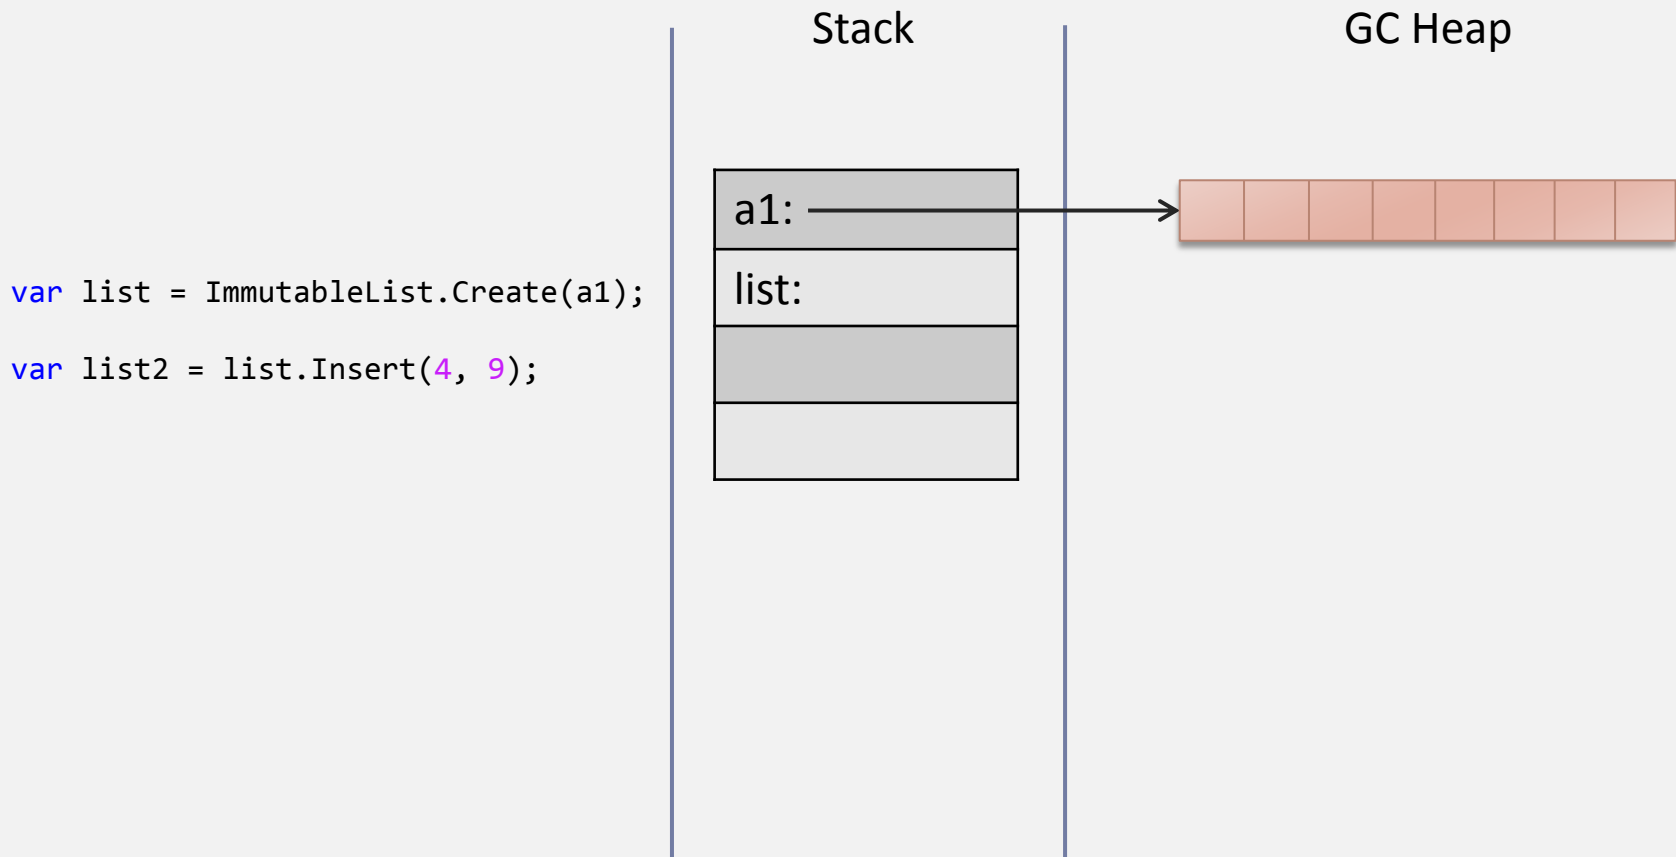 Stack
GC Heap
a1:
list:
var list = ImmutableList.Create(a1);
var list2 = list.Insert(4, 9);